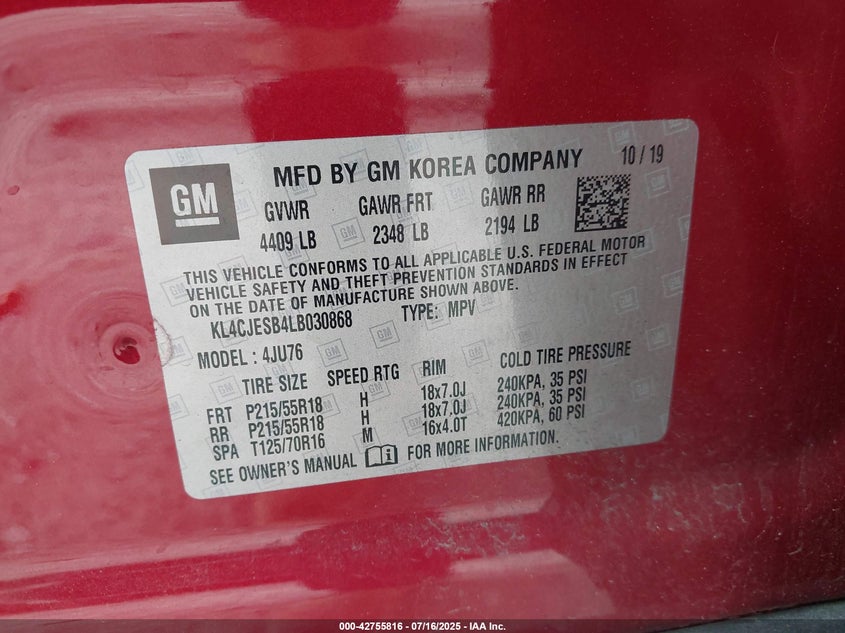 GM
MFD BY GM KOREA COMPANY 10 / 19
GVWR GAWR FRT GAWR RR
4409 LB 2348 LB 2194 LB
THIS VEHICLE CONFORMS TO ALL APPLICABLE U.S. FEDERAL MOTOR
VEHICLE SAFETY AND THEFT PREVENTION STANDARDS IN EFFECT
ON THE DATE OF MANUFACTURE SHOWN ABOVE.
KL4CJESB4LB030868 TYPE: MPV
MODEL : 4JU76
TIRE SIZE SPEED RTG RIM COLD TIRE PRESSURE
FRT P215/55R18 H 18x7.0J 240KPA, 35 PSI
RR P215/55R18 H 18x7.0J 240KPA, 35 PSI
SPA T125/70R16 M 16x4.0T 420KPA, 60 PSI
SEE OWNER'S MANUAL FOR MORE INFORMATION.
000-42755816 - 07/16/2025 - IAA Inc.